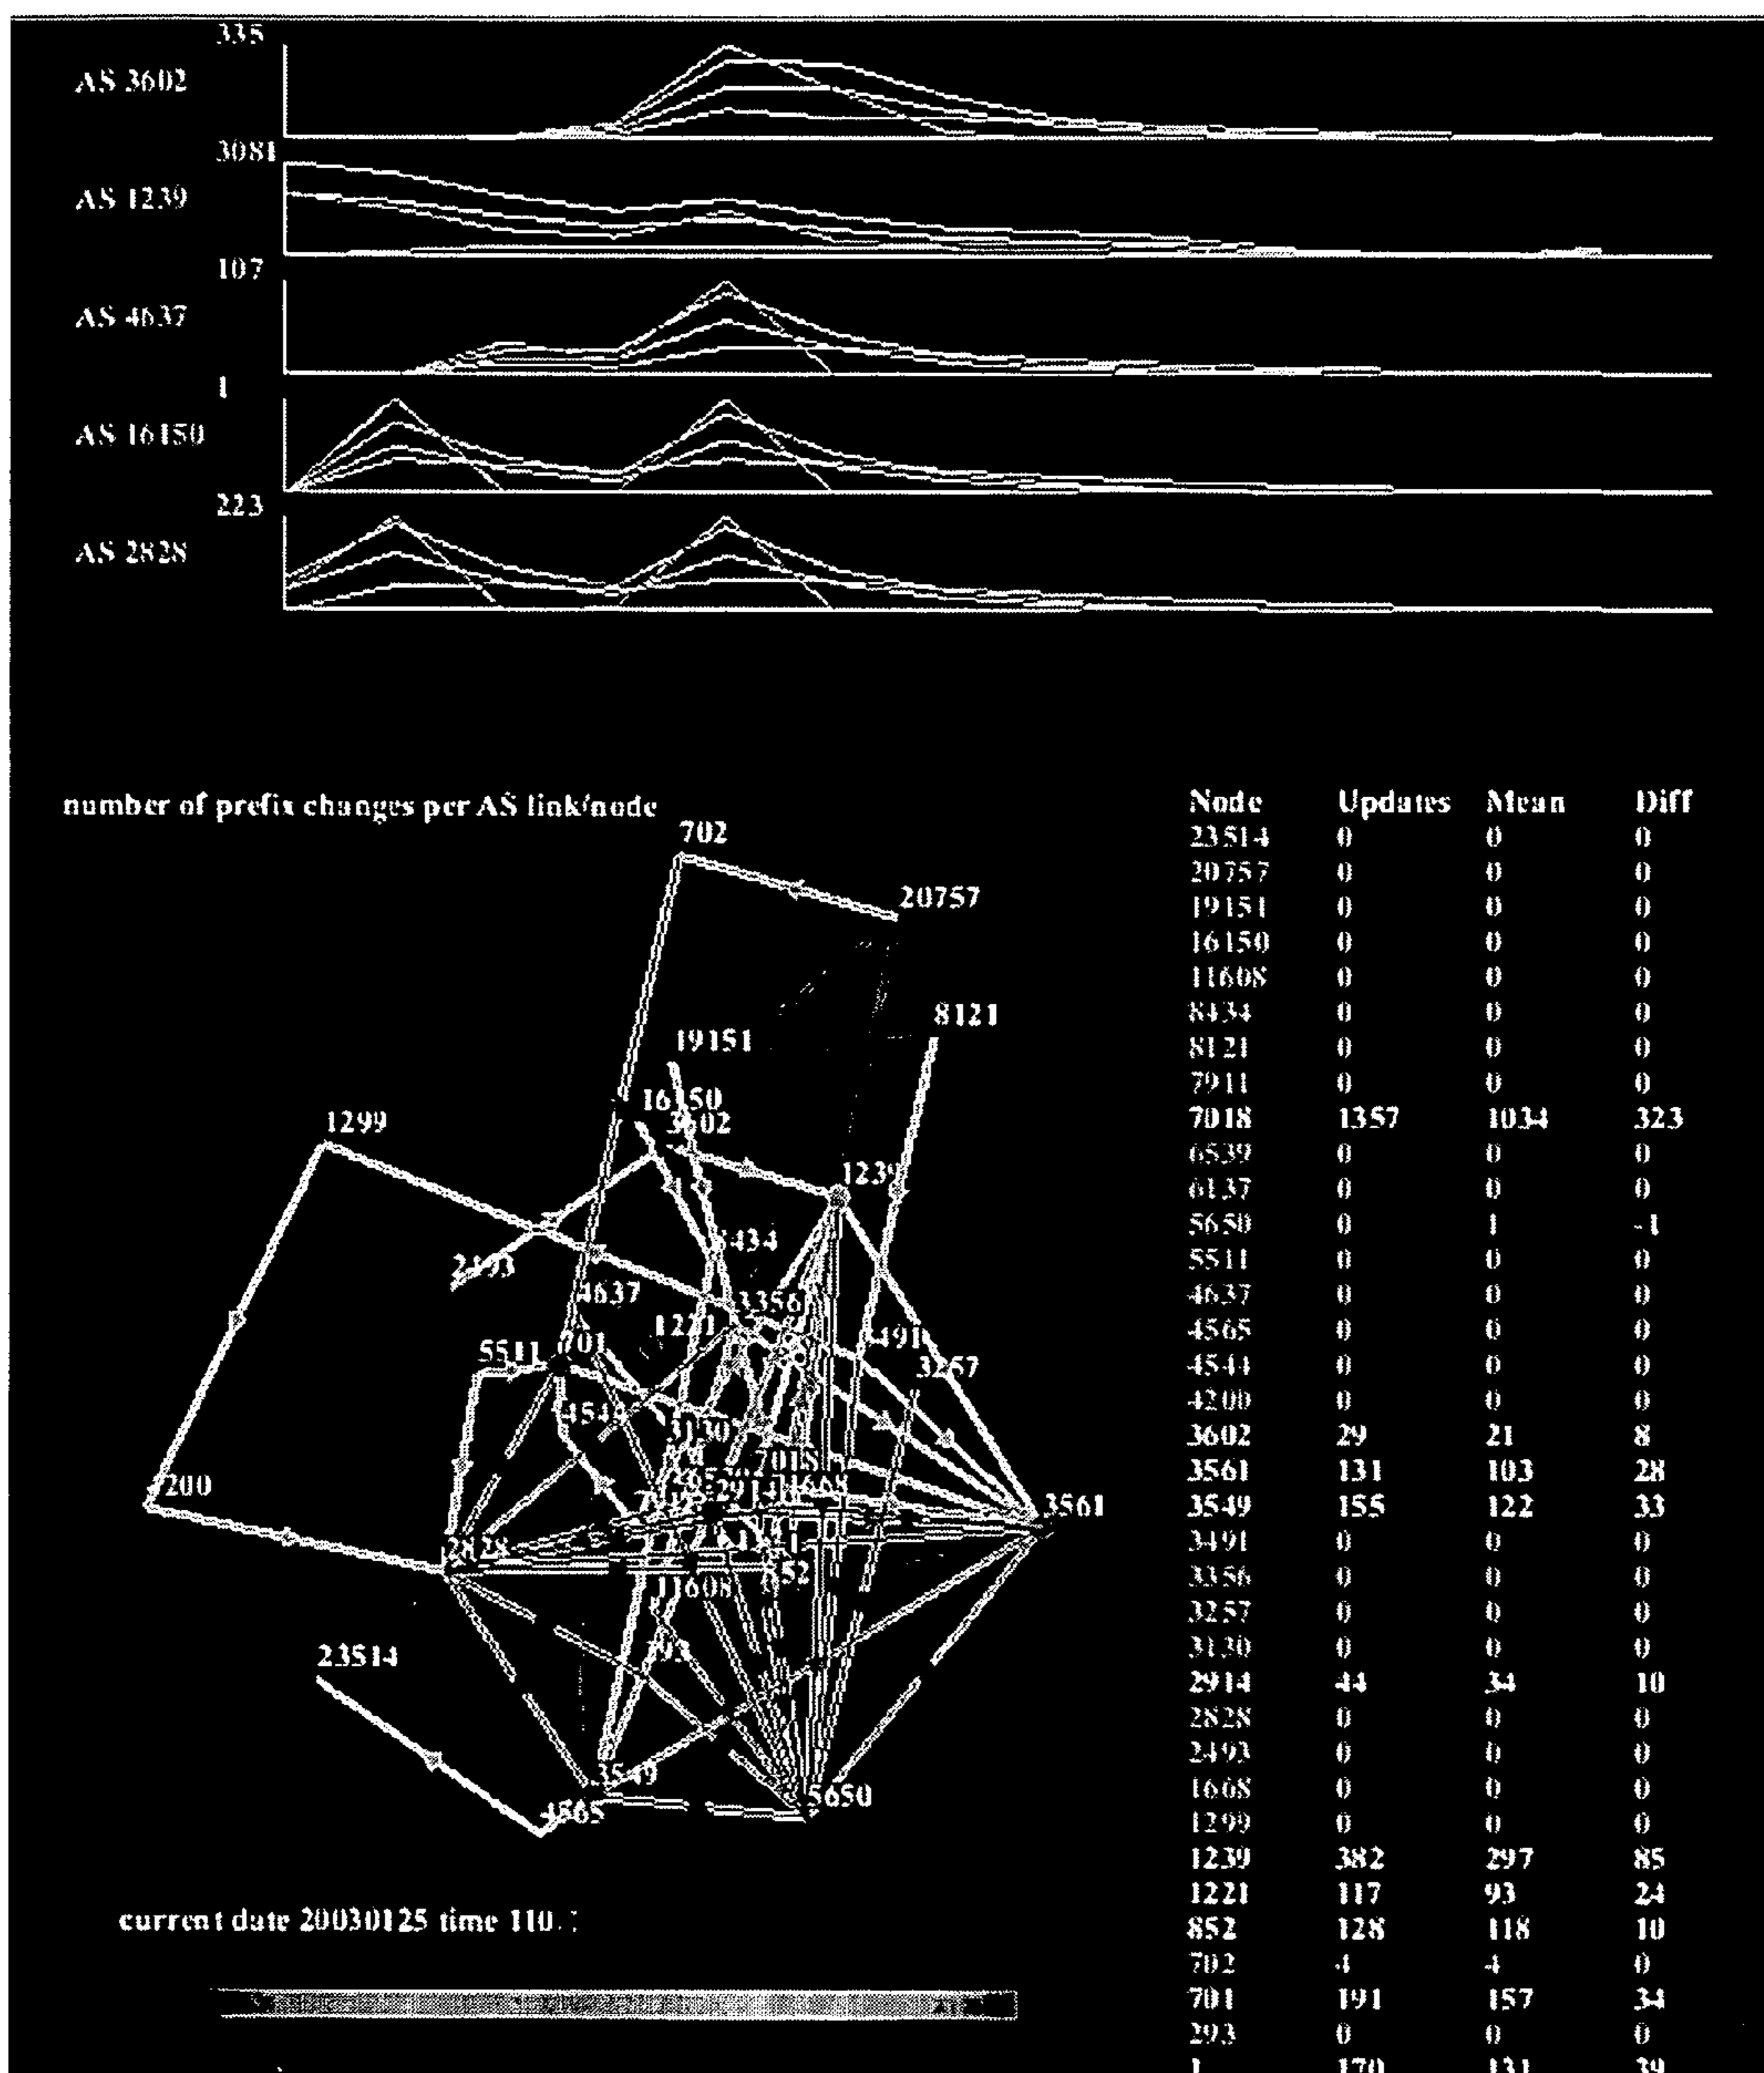 335
AS 3602
3081
AS 1239
107
AS 4637
1
AS 16150
223
AS 2828
number of prefix changes per AS link/node
702
20757
8121
19151
16150
3602
1299
1239
2493
4637
3356
1221
701
5511
3257
3130
7018
2914
1668
200
3561
2828
852
11608
293
23514
3549
5650
4565
current date 20030125 time
Node Updates Mean Diff
23514 0 0 0
20757 0 0 0
19151 0 0 0
16150 0 0 0
11608 0 0 0
8434 0 0 0
8121 0 0 0
7911 0 0 0
7018 1357 1034 323
6539 0 0 0
6137 0 0 0
5650 0 1 -1
5511 0 0 0
4637 0 0 0
4565 0 0 0
4544 0 0 0
4200 0 0 0
3602 29 21 8
3561 131 103 28
3549 155 122 33
3491 0 0 0
3356 0 0 0
3257 0 0 0
3130 0 0 0
2914 44 34 10
2828 0 0 0
2493 0 0 0
1668 0 0 0
1299 0 0 0
1239 382 297 85
1221 117 93 24
852 128 118 10
702 4 4 0
701 191 157 34
293 0 0 0
1 170 131 39